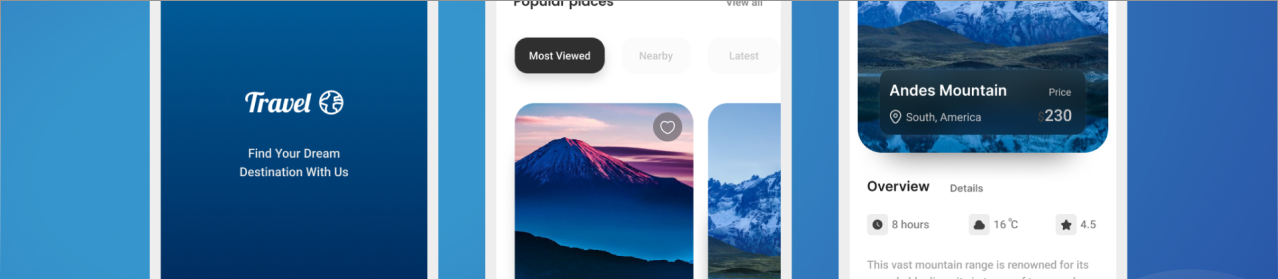 Travel
Find Your Dream
Destination With Us
Popular places
View all
Most Viewed
Nearby
Latest
Andes Mountain
Price
South, America
$230
Overview
Details
8 hours
16 °C
4.5
This vast mountain range is renowned for its